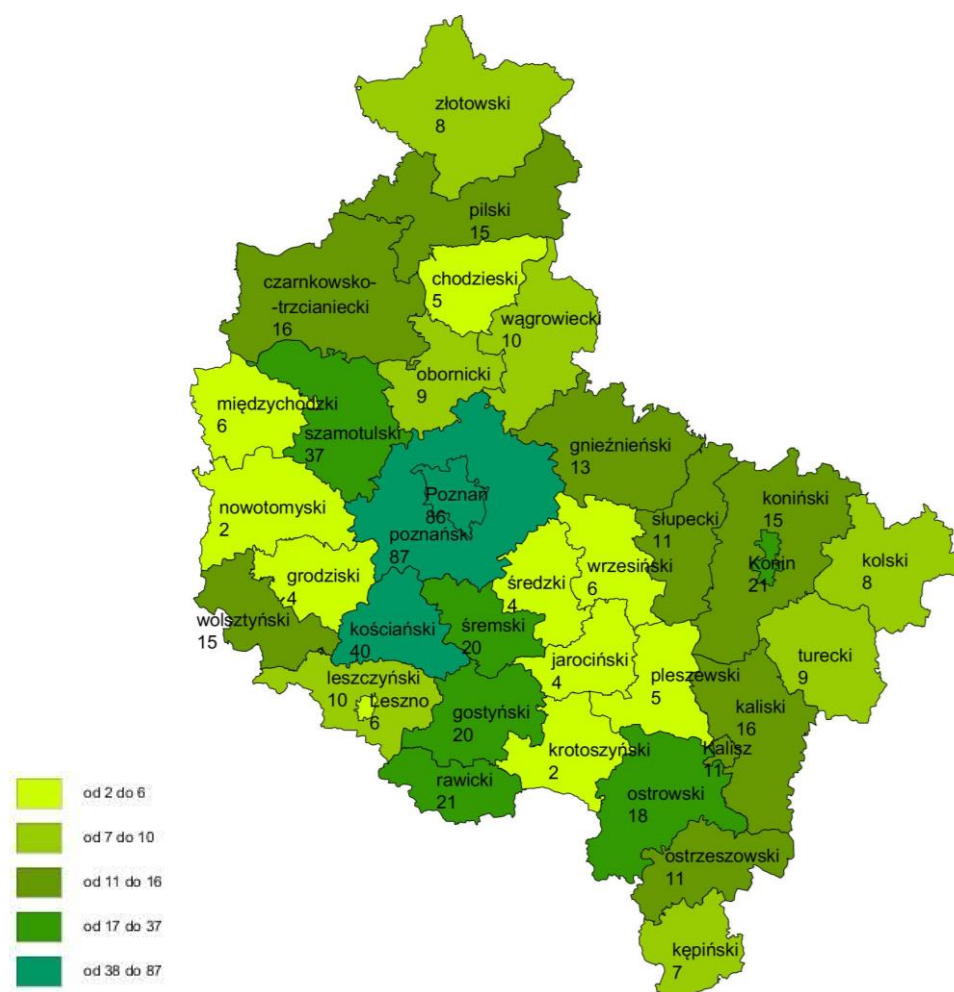 złotowski
8
pilski
15
chodzieski
5
czarnkowsko-
-trzcianiecki
16
wągrowiecki
10
obornicki
9
międzychodzki
6
szamotulski
37
gnieźnieński
13
Poznań
86
poznański
87
nowotomyski
2
słupecki
11
koniński
15
Konin
21
kolski
8
grodziski
4
średzki
4
wrzesiński
6
wolsztyński
15
kościański
40
śremski
20
jarociński
4
pleszewski
5
turecki
9
leszczyński
10
Leszno
6
gostyński
20
kaliski
16
krotoszyński
2
Kalisz
11
rawicki
21
ostrowski
18
ostrzeszowski
11
kępiński
7
od 2 do 6
od 7 do 10
od 11 do 16
od 17 do 37
od 38 do 87